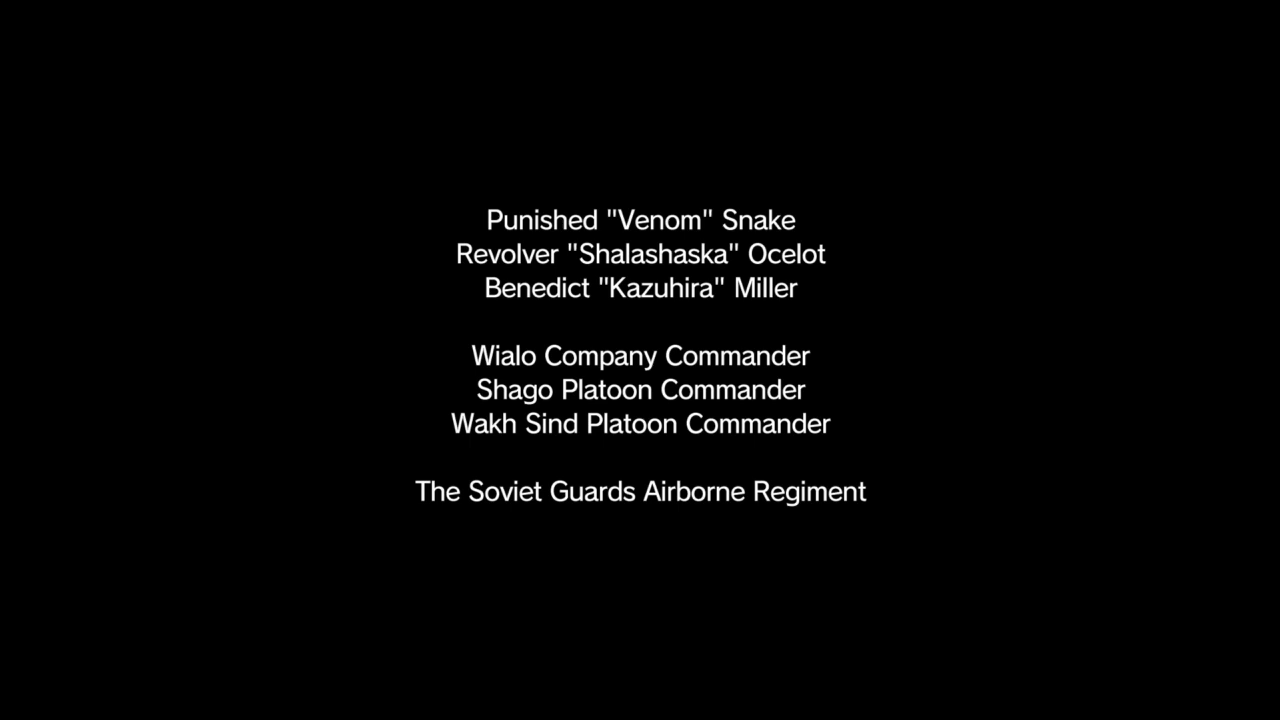 Punished "Venom" Snake
Revolver "Shalashaska" Ocelot
Benedict "Kazuhira" Miller
Wialo Company Commander
Shago Platoon Commander
Wakh Sind Platoon Commander
The Soviet Guards Airborne Regiment